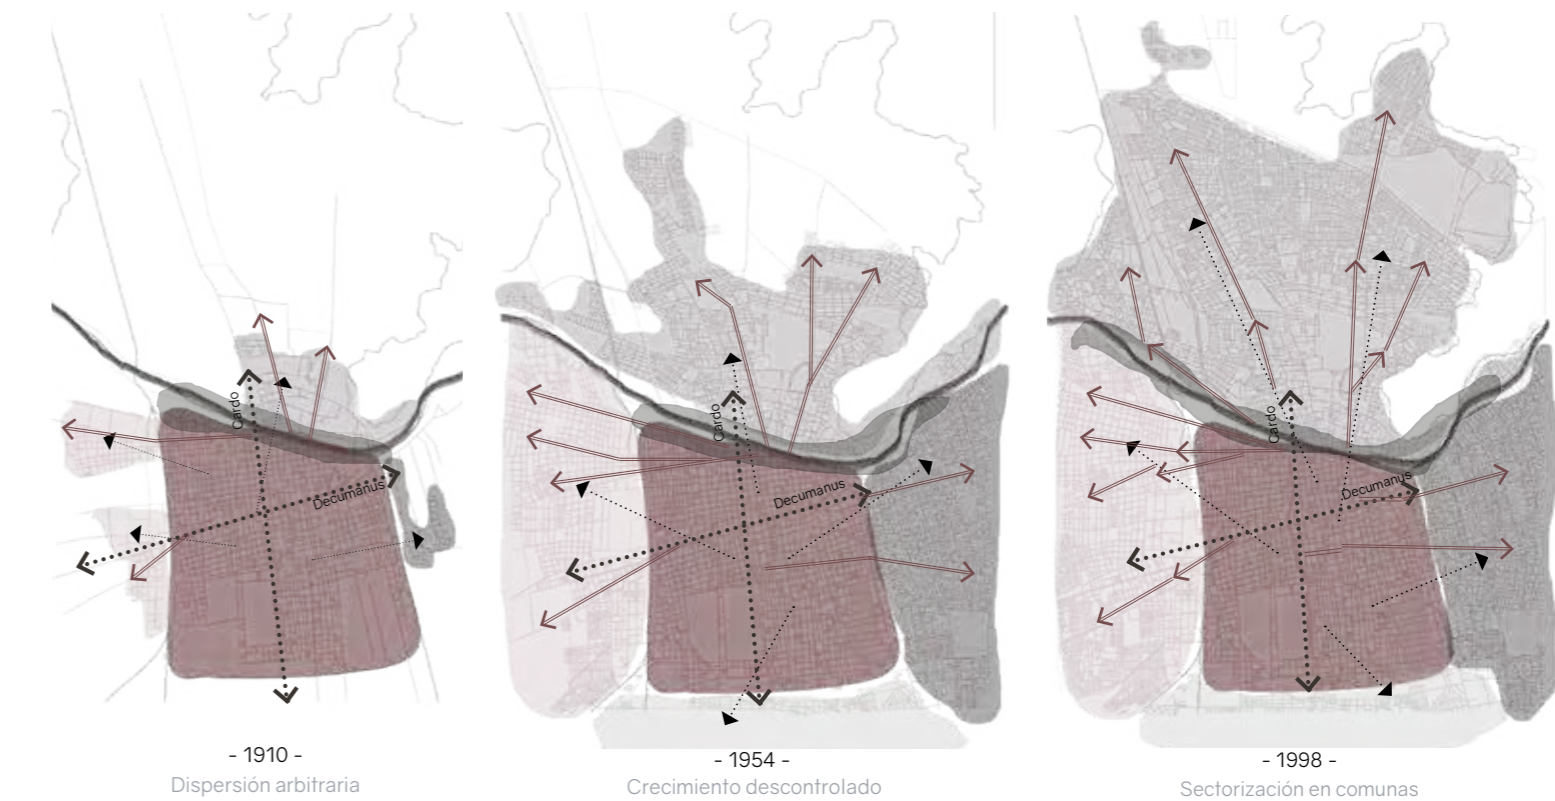 Cardo
Decumanus
- 1910 -
Dispersión arbitraria
Cardo
Decumanus
- 1954 -
Crecimiento descontrolado
Cardo
Decumanus
- 1998 -
Sectorización en comunas